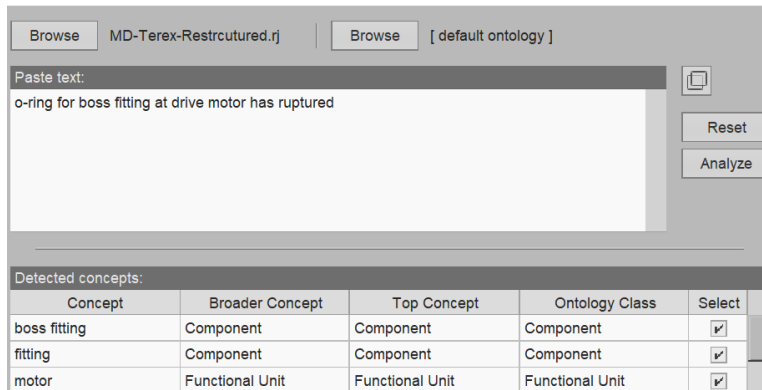 Browse MD-Terex-Restrcutured.rj Browse [ default ontology ]
Paste text:
o-ring for boss fitting at drive motor has ruptured
Reset
Analyze
Detected concepts:
Concept Broader Concept Top Concept Ontology Class Select
boss fitting Component Component Component
fitting Component Component Component
motor Functional Unit Functional Unit Functional Unit